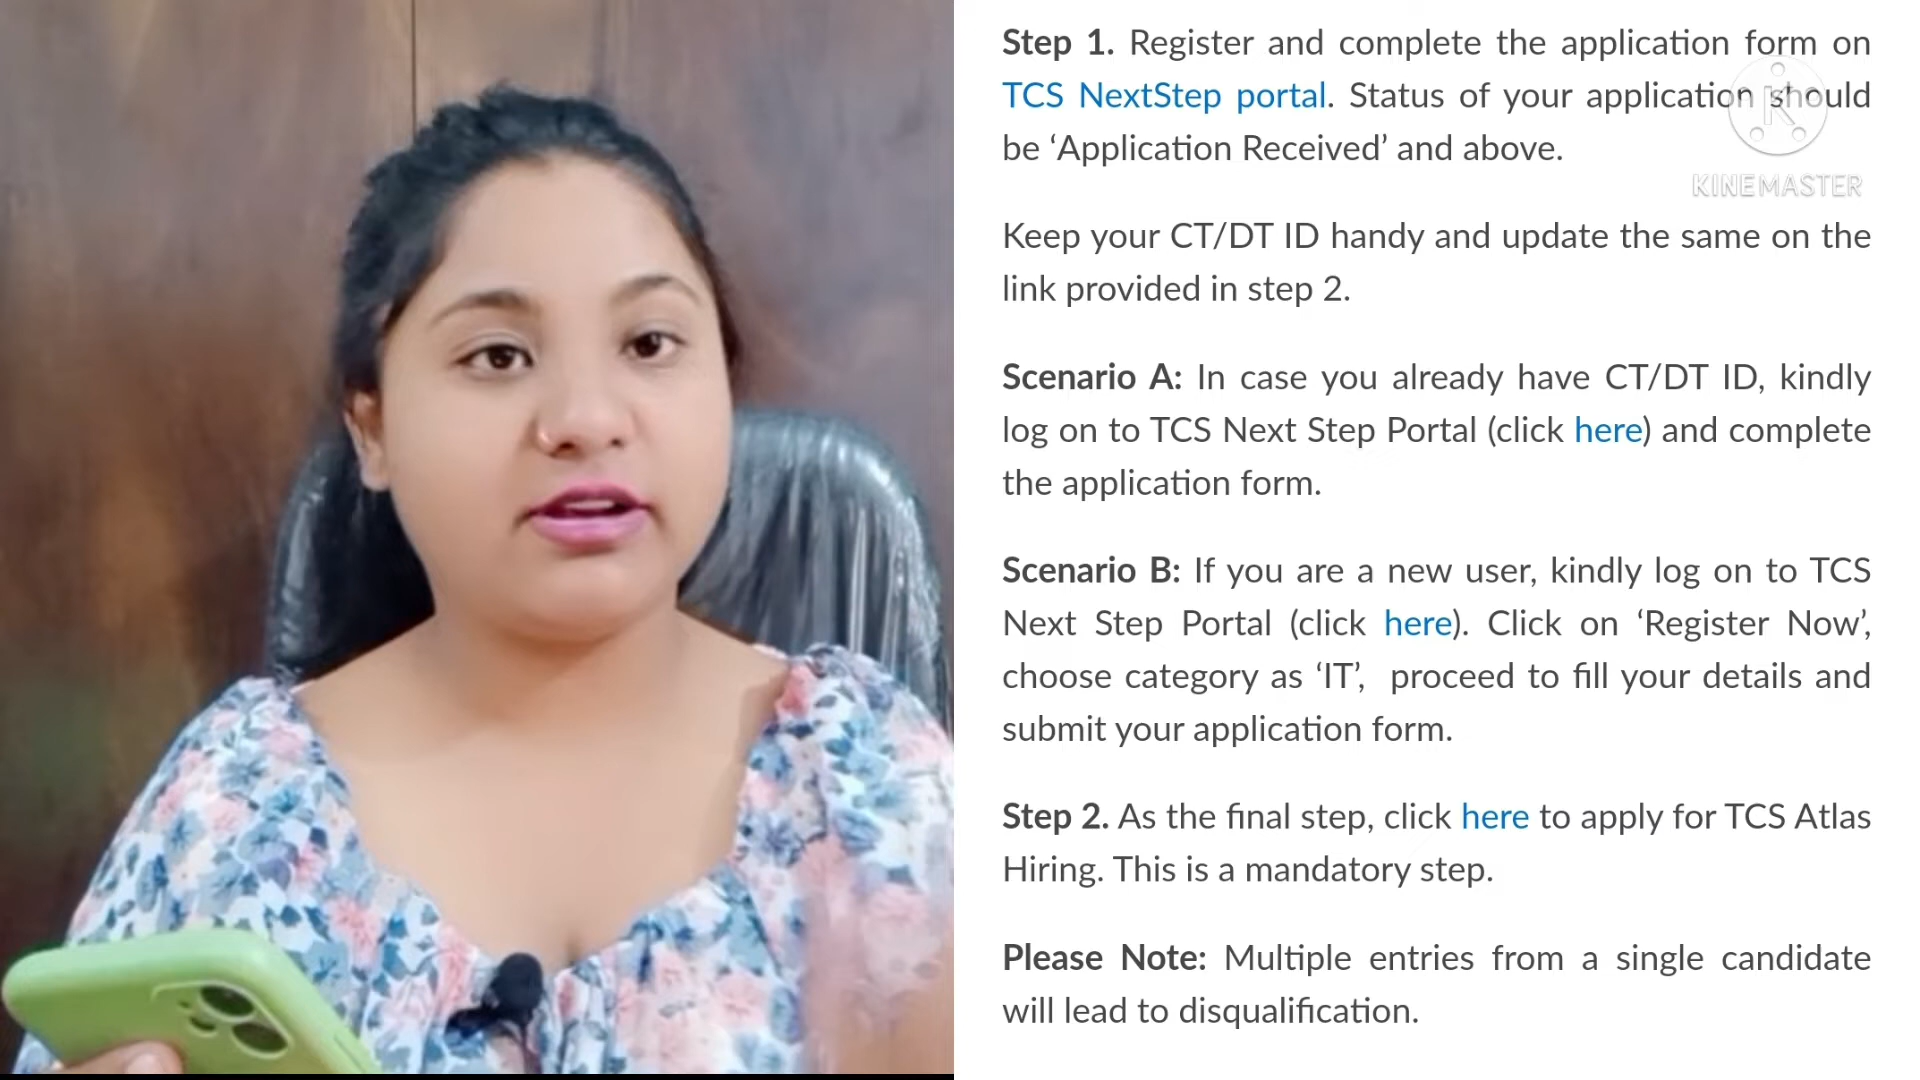 Step 1. Register and complete the application form on
TCS NextStep portal. Status of your application should
be ‘Application Received’ and above.
KINEMASTER
Keep your CT/DT ID handy and update the same on the
link provided in step 2.
Scenario A: In case you already have CT/DT ID, kindly
log on to TCS Next Step Portal (click here) and complete
the application form.
Scenario B: If you are a new user, kindly log on to TCS
Next Step Portal (click here). Click on ‘Register Now’,
choose category as ‘IT’,  proceed to fill your details and
submit your application form.
Step 2. As the final step, click here to apply for TCS Atlas
Hiring. This is a mandatory step.
Please Note: Multiple entries from a single candidate
will lead to disqualification.